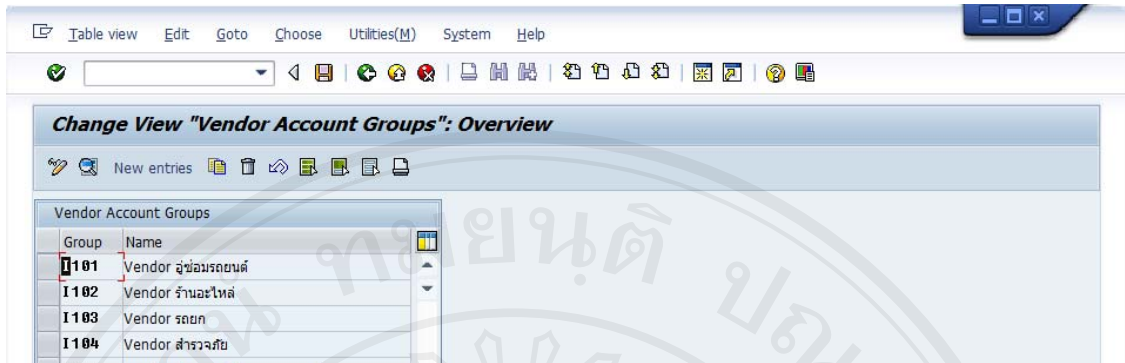 Table view Edit Goto Choose Utilities(M) System Help
Change View "Vendor Account Groups": Overview
New entries
Vendor Account Groups
Group Name
I101 Vendor อู่ซ่อมรถยนต์
I102 Vendor ร้านอะไหล่
I103 Vendor รถยก
I104 Vendor สำรวจภัย